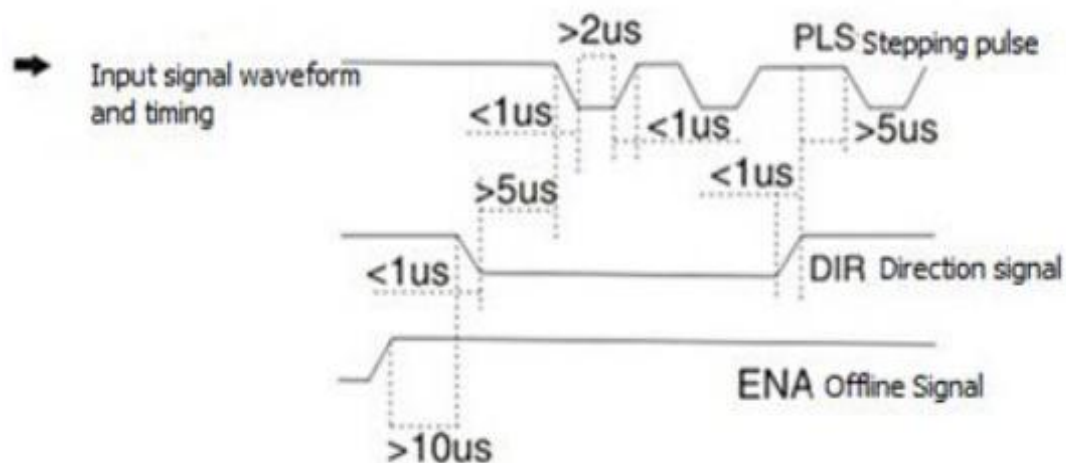 >2us
PLS Stepping pulse
Input signal waveform
and timing
<1us
<1us
>5us
<1us
>5us
<1us
DIR Direction signal
ENA Offline Signal
>10us